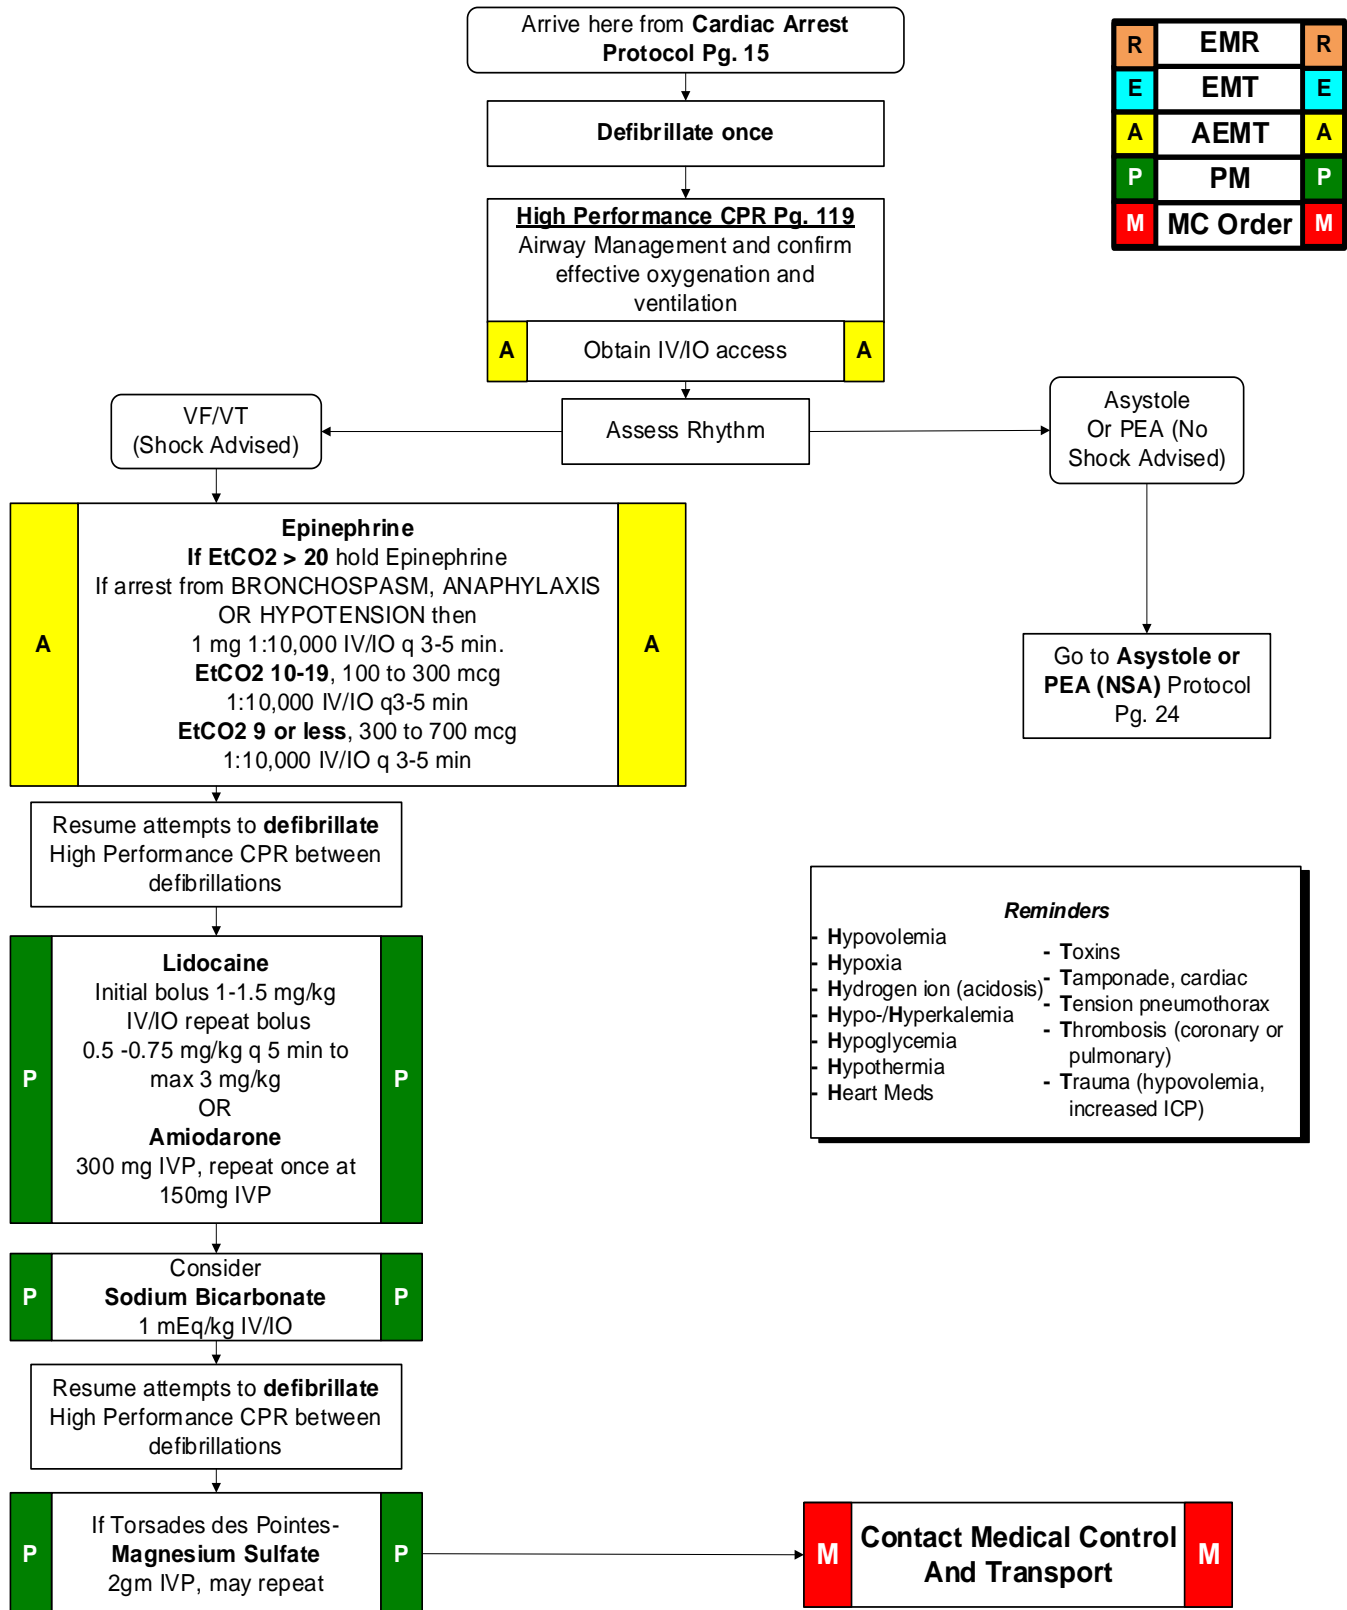 Arrive here from Cardiac Arrest
Protocol Pg. 15
R EMR R
E EMT E
A AEMT A
P PM P
M MC Order M
Defibrillate once
High Performance CPR Pg. 119
Airway Management and confirm
effective oxygenation and
ventilation
A Obtain IV/IO access A
Assess Rhythm
VF/VT
(Shock Advised)
Asystole
Or PEA (No
Shock Advised)
A
Epinephrine
If EtCO2 > 20 hold Epinephrine
If arrest from BRONCHOSPASM, ANAPHYLAXIS
OR HYPOTENSION then
1 mg 1:10,000 IV/IO q 3-5 min.
EtCO2 10-19, 100 to 300 mcg
1:10,000 IV/IO q3-5 min
EtCO2 9 or less, 300 to 700 mcg
1:10,000 IV/IO q 3-5 min
A
Go to Asystole or
PEA (NSA) Protocol
Pg. 24
Resume attempts to defibrillate
High Performance CPR between
defibrillations
Reminders
- Hypovolemia
- Hypoxia
- Hydrogen ion (acidosis)
- Hypo-/Hyperkalemia
- Hypoglycemia
- Hypothermia
- Heart Meds
- Toxins
- Tamponade, cardiac
- Tension pneumothorax
- Thrombosis (coronary or
pulmonary)
- Trauma (hypovolemia,
increased ICP)
P
Lidocaine
Initial bolus 1-1.5 mg/kg
IV/IO repeat bolus
0.5 -0.75 mg/kg q 5 min to
max 3 mg/kg
OR
Amiodarone
300 mg IVP, repeat once at
150mg IVP
P
P
Consider
Sodium Bicarbonate
1 mEq/kg IV/IO
P
Resume attempts to defibrillate
High Performance CPR between
defibrillations
P
If Torsades des Pointes-
Magnesium Sulfate
2gm IVP, may repeat
P
M
Contact Medical Control
And Transport
M